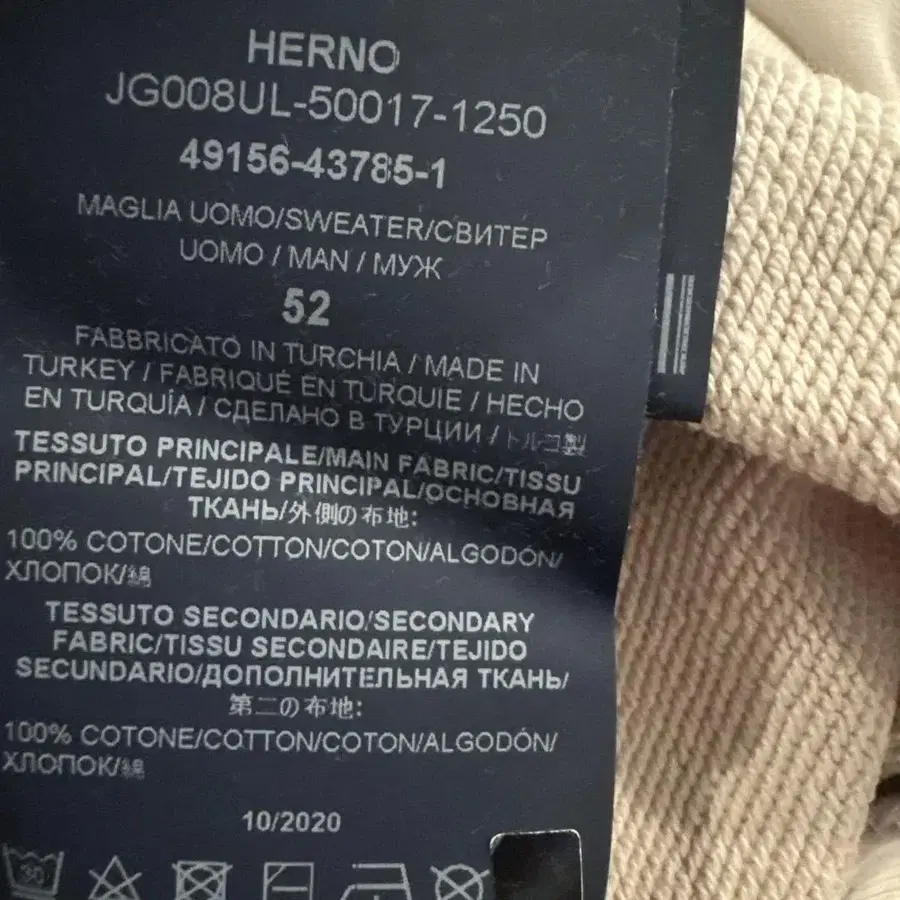 HERNO
JG008UL-50017-1250
49156-43785-1
MAGLIA UOMO/SWEATER/СВИТЕР
UOMO / MAN / МУЖ
52
FABBRICATO IN TURCHIA / MADE IN
TURKEY / FABRIQUÉ EN TURQUIE / HECHO
EN TURQUÍA / СДЕЛАНО В ТУРЦИИ / トルコ製
TESSUTO PRINCIPALE/MAIN FABRIC/TISSU
PRINCIPAL/TEJIDO PRINCIPAL/ОСНОВНАЯ
ТКАНЬ/外側の布地:
100% COTONE/COTTON/COTON/ALGODÓN/
ХЛОПОК/綿
TESSUTO SECONDARIO/SECONDARY
FABRIC/TISSU SECONDAIRE/TEJIDO
SECUNDARIO/ДОПОЛНИТЕЛЬНАЯ ТКАНЬ/
第二の布地:
100% COTONE/COTTON/COTON/ALGODÓN/
ХЛОПОК/綿
10/2020
30